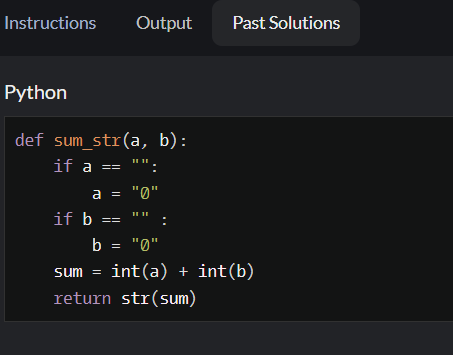 Instructions Output Past Solutions
Python
def sum_str(a, b):
    if a == "":
        a = "0"
    if b == "" :
        b = "0"
    sum = int(a) + int(b)
    return str(sum)